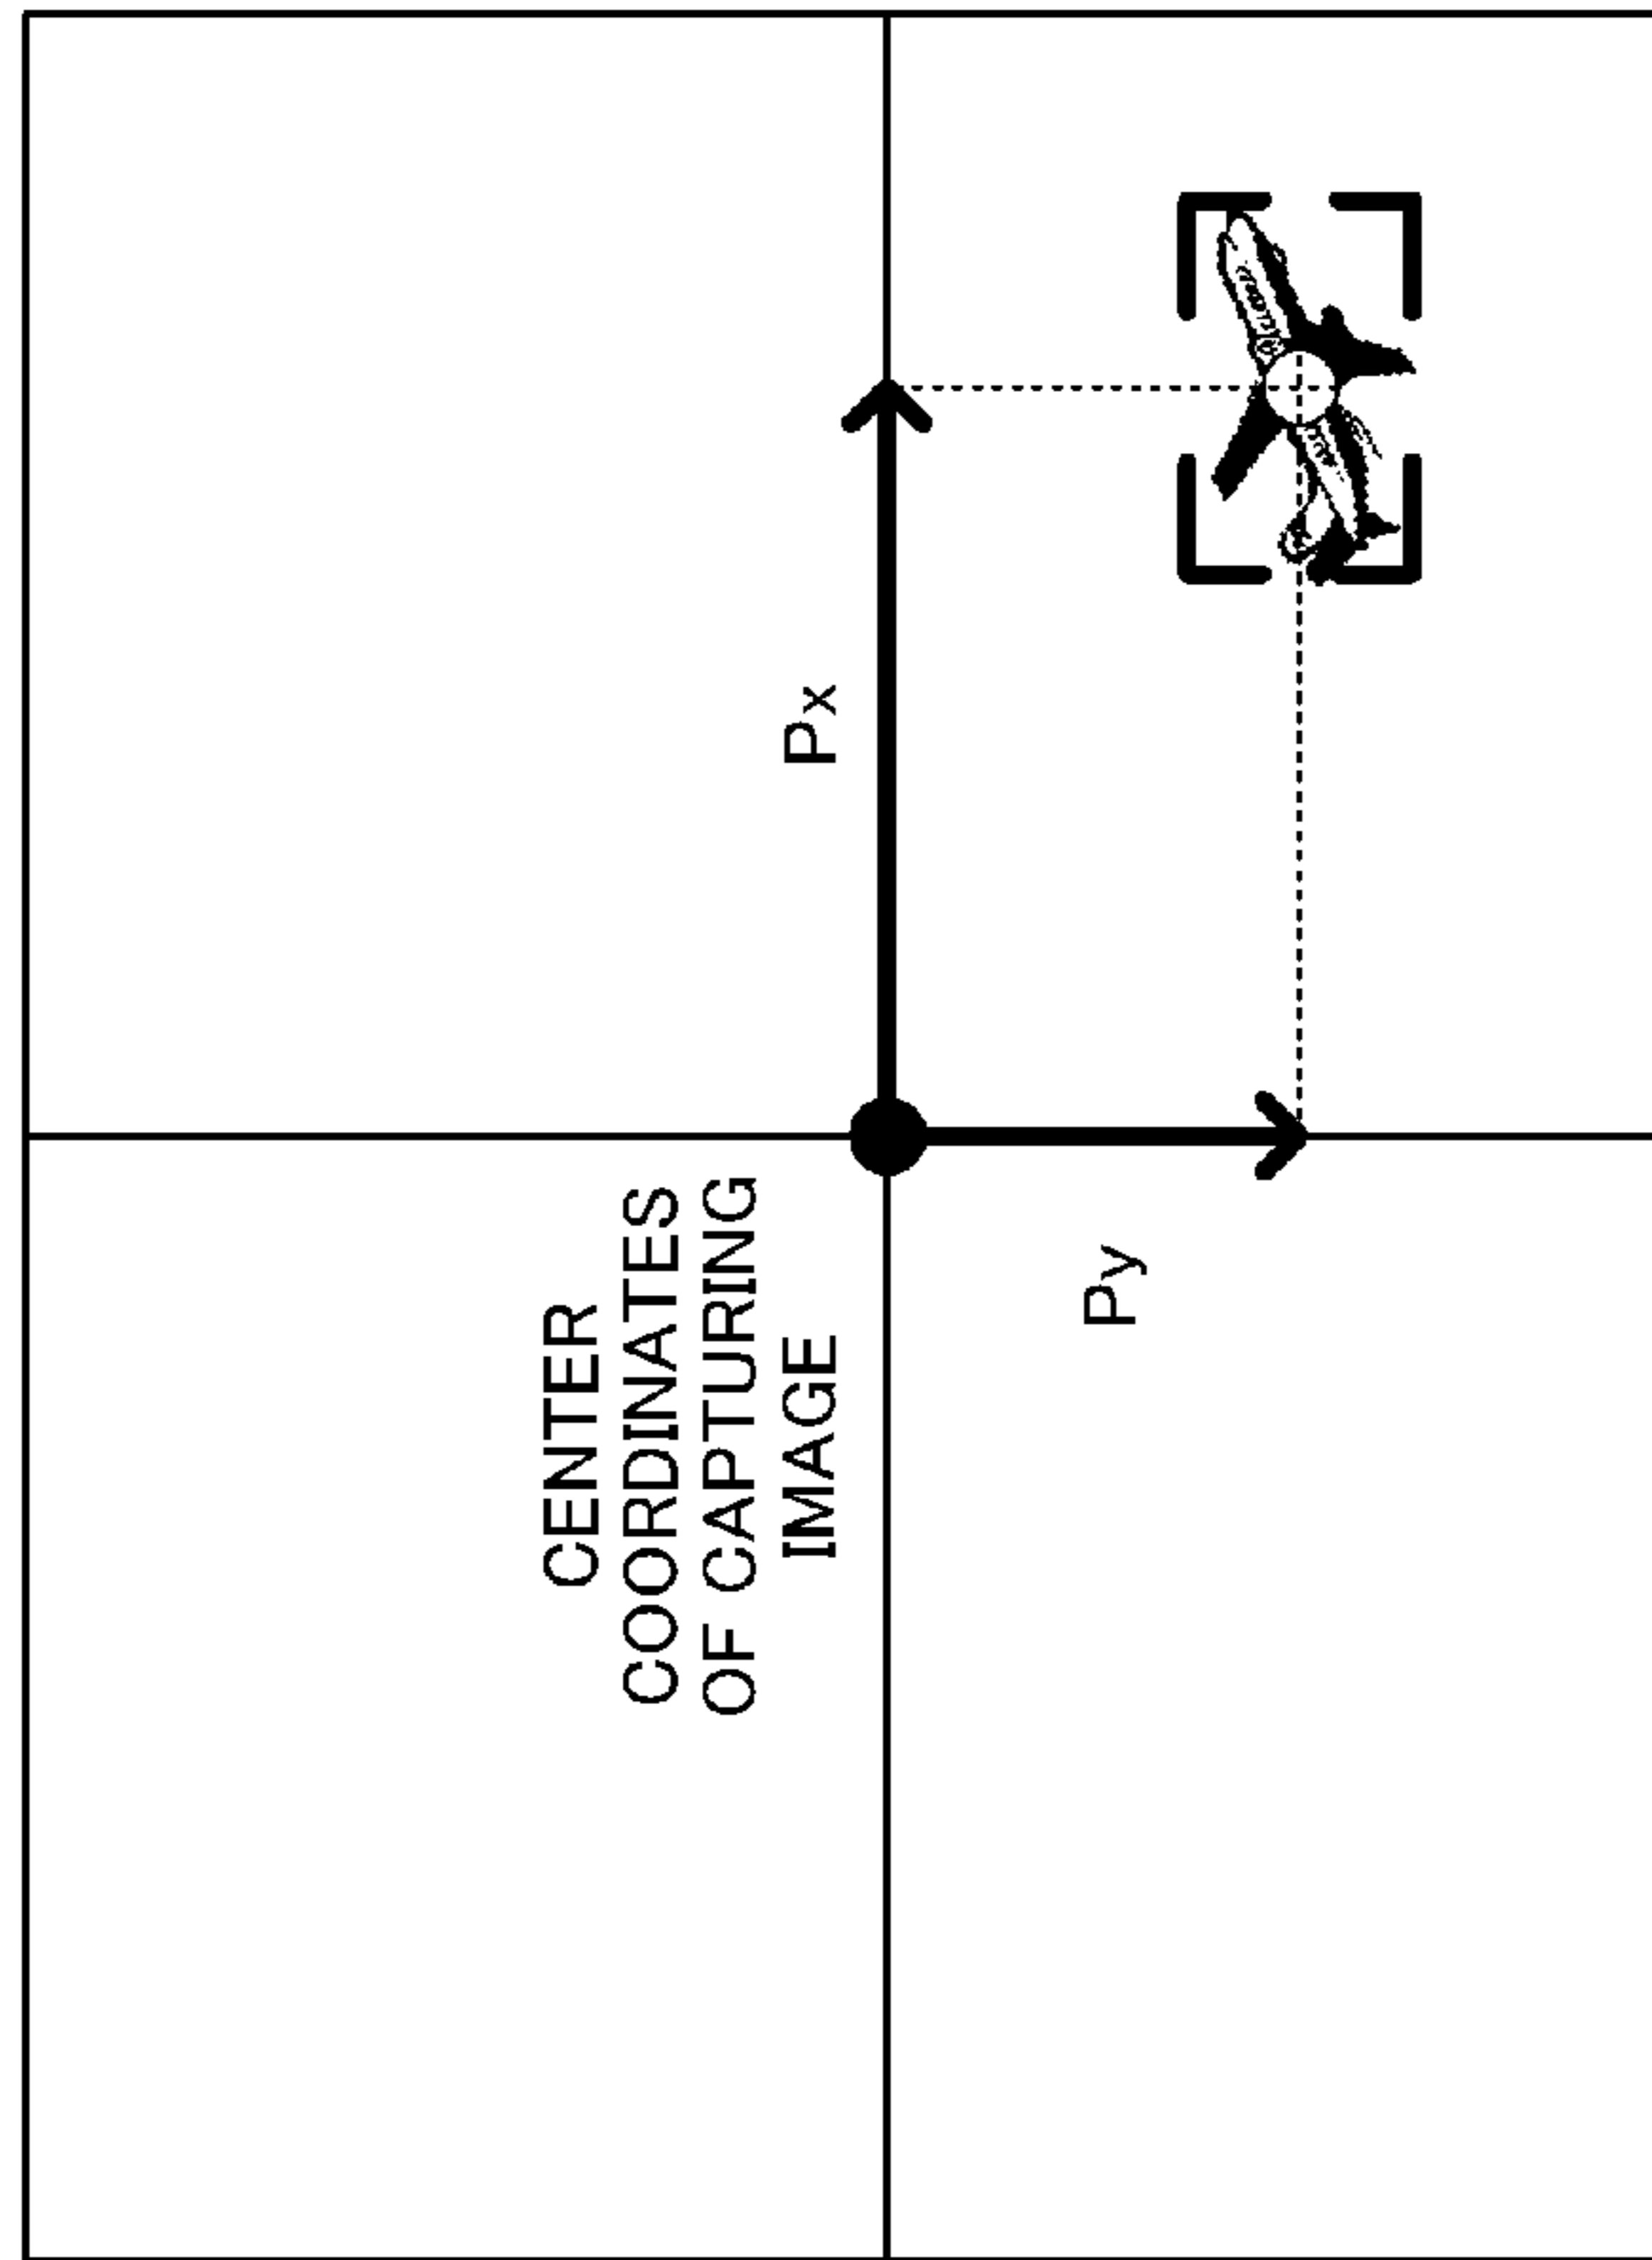 CENTER
COORDINATES
OF CAPTURING
IMAGE
Px
Py